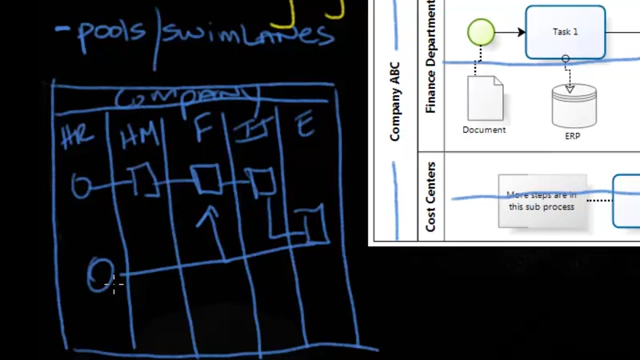 - pools / swimLanes
Company
HR HM F IT E
Company ABC
Finance Department
Task 1
Document
ERP
Cost Centers
More steps are in
this sub process